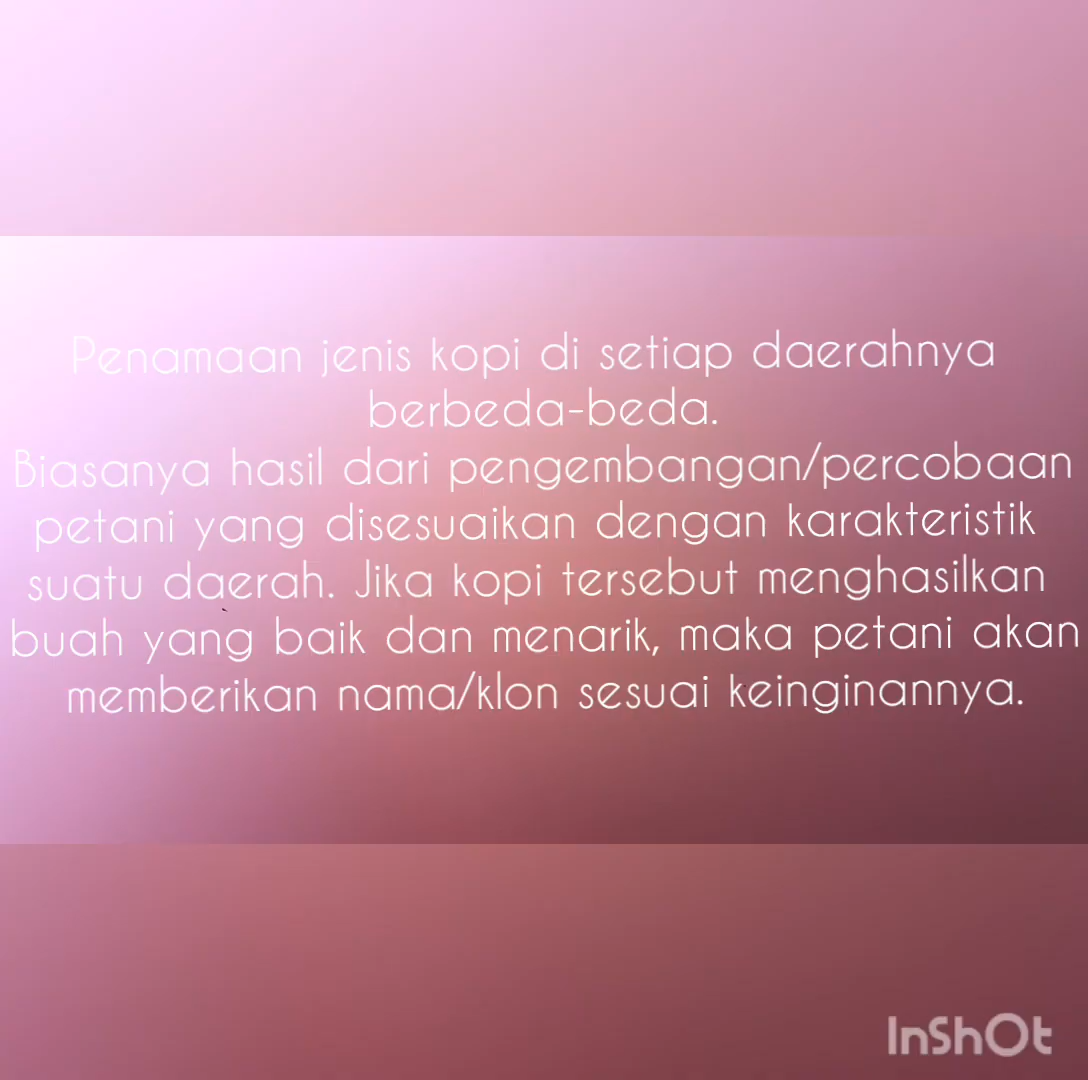 Penamaan jenis kopi di setiap daerahnya
berbeda-beda.
Biasanya hasil dari pengembangan/percobaan
petani yang disesuaikan dengan karakteristik
suatu daerah. Jika kopi tersebut menghasilkan
buah yang baik dan menarik, maka petani akan
memberikan nama/klon sesuai keinginannya.
InShOt